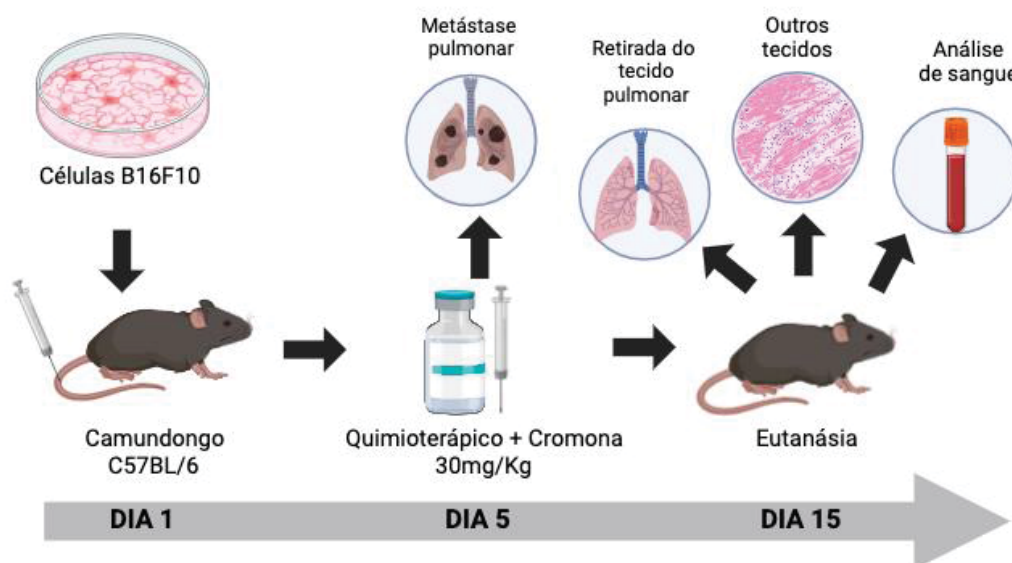 Metástase
pulmonar
Retirada do
tecido
pulmonar
Outros
tecidos
Análise
de sangue
Células B16F10
Camundongo
C57BL/6
Quimioterápico + Cromona
30mg/Kg
Eutanásia
DIA 1
DIA 5
DIA 15